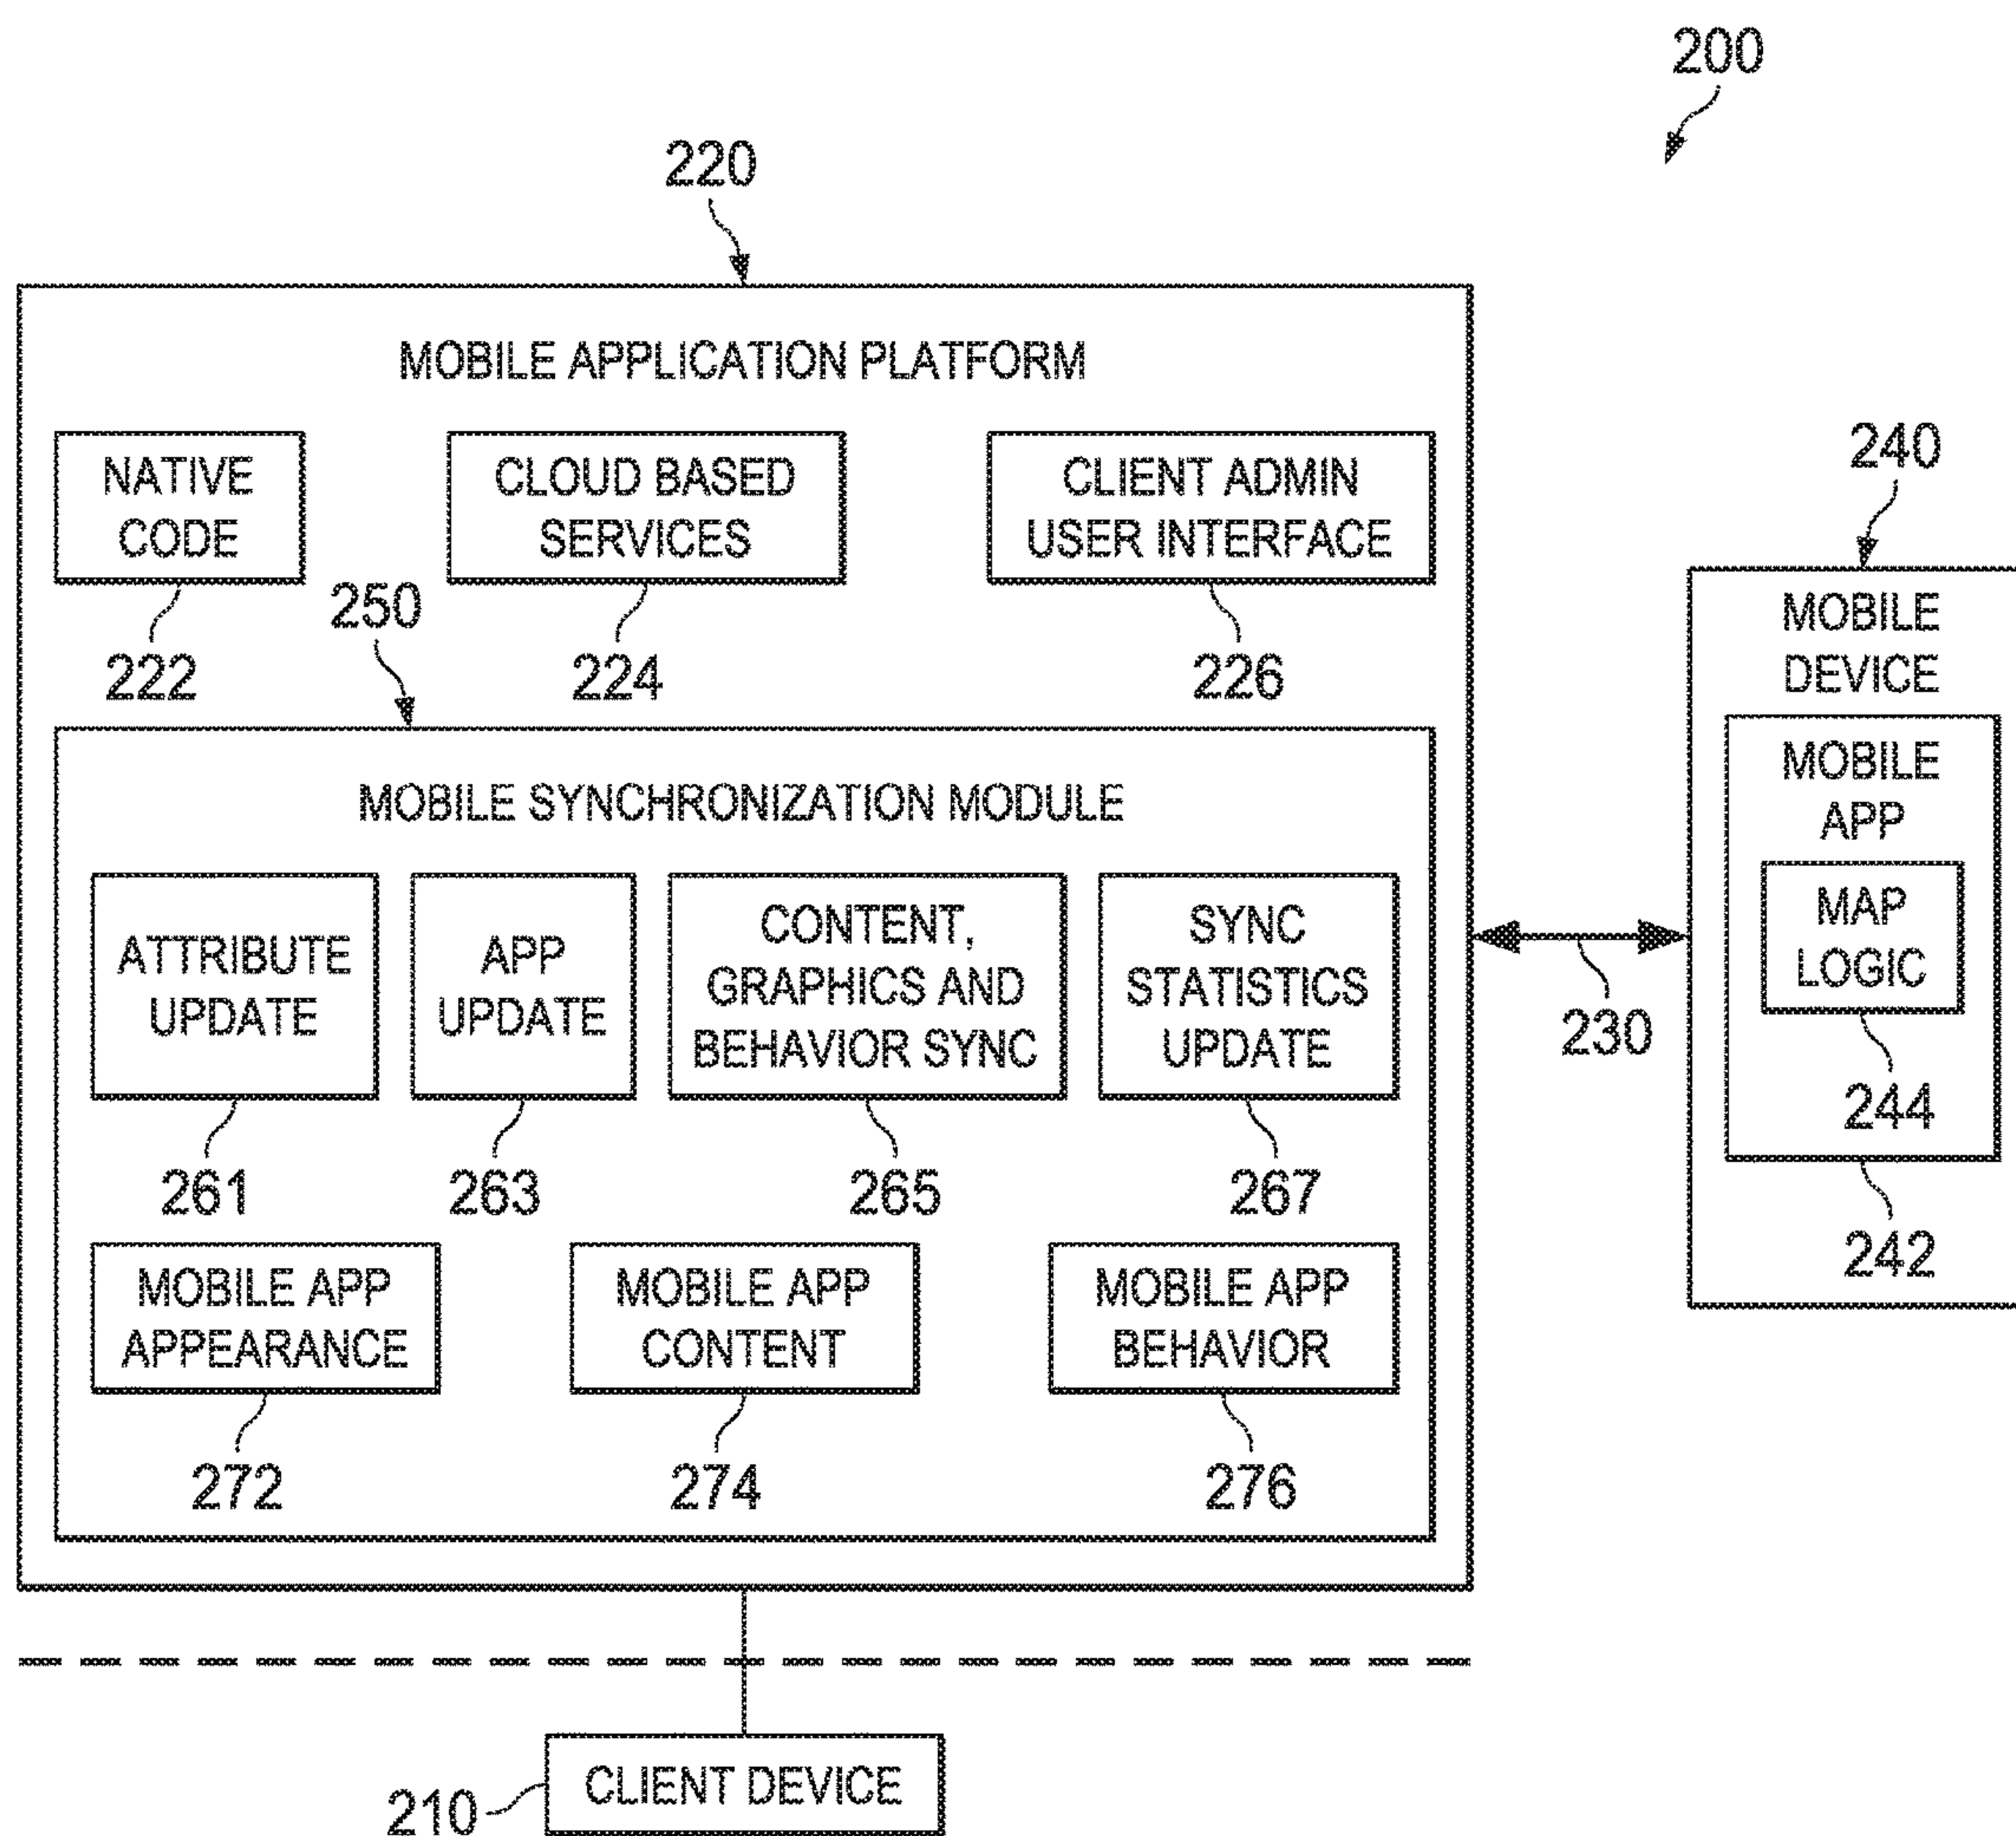 200
220
MOBILE APPLICATION PLATFORM
NATIVE
CODE
222
CLOUD BASED
SERVICES
224
CLIENT ADMIN
USER INTERFACE
226
250
MOBILE SYNCHRONIZATION MODULE
ATTRIBUTE
UPDATE
261
APP
UPDATE
263
CONTENT,
GRAPHICS AND
BEHAVIOR SYNC
265
SYNC
STATISTICS
UPDATE
267
MOBILE APP
APPEARANCE
272
MOBILE APP
CONTENT
274
MOBILE APP
BEHAVIOR
276
230
240
MOBILE
DEVICE
MOBILE
APP
MAP
LOGIC
244
242
210
CLIENT DEVICE